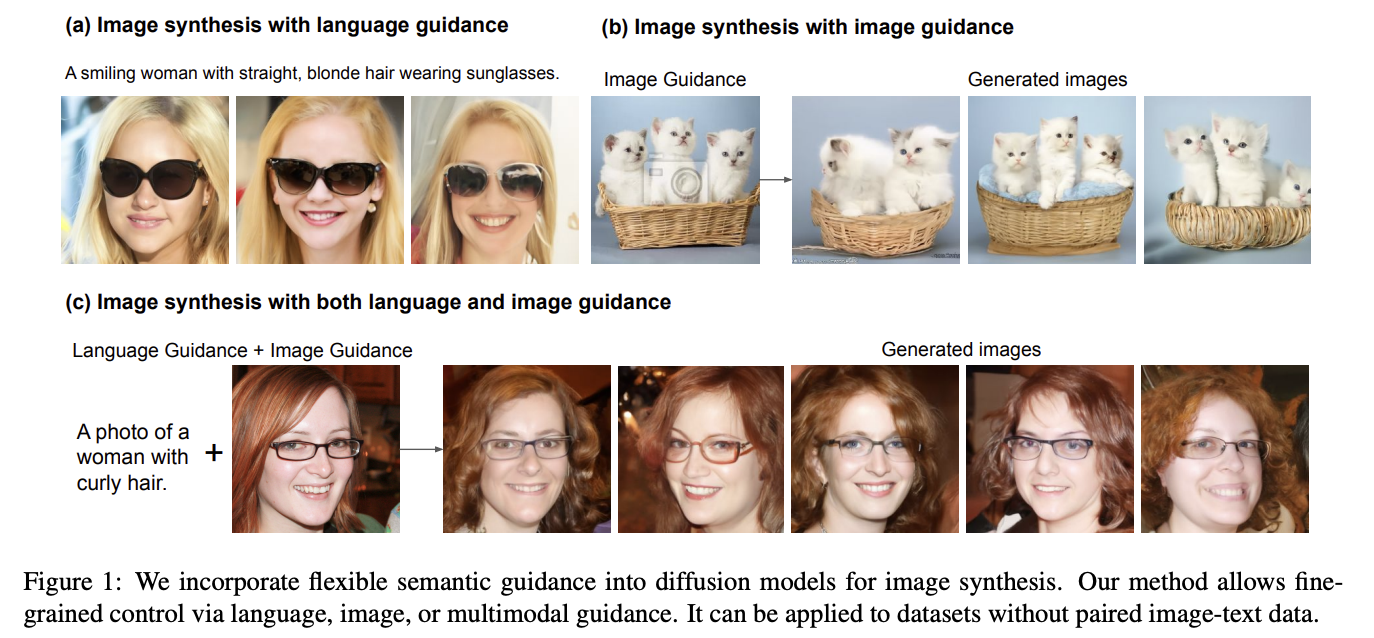 (a) Image synthesis with language guidance
A smiling woman with straight, blonde hair wearing sunglasses.
(b) Image synthesis with image guidance
Image Guidance
Generated images
(c) Image synthesis with both language and image guidance
Language Guidance + Image Guidance
Generated images
A photo of a
woman with
curly hair.
+
Figure 1: We incorporate flexible semantic guidance into diffusion models for image synthesis. Our method allows fine-
grained control via language, image, or multimodal guidance. It can be applied to datasets without paired image-text data.